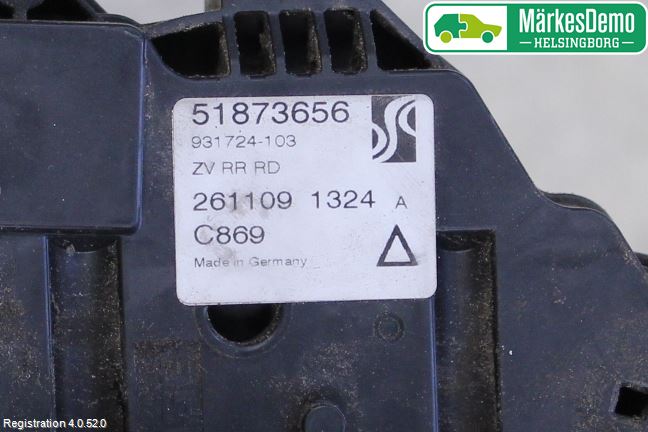 MärkesDemo
HELSINGBORG
51873656
931724-103
ZV RR RD
261109 1324 A
C869
Made in Germany
Registration 4.0.52.0